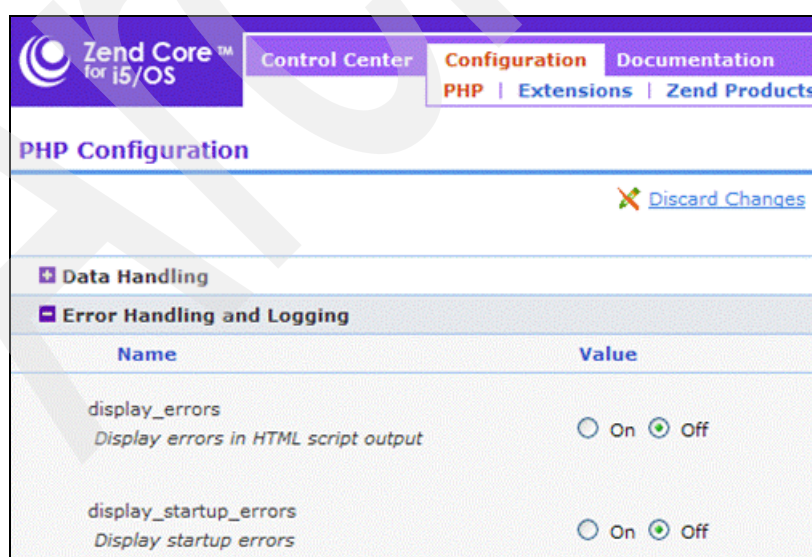 Zend Core ™
for i5/OS
Control Center
Configuration
Documentation
PHP | Extensions | Zend Products
PHP Configuration
Discard Changes
Data Handling
Error Handling and Logging
Name Value
display_errors
Display errors in HTML script output
On Off
display_startup_errors
Display startup errors
On Off